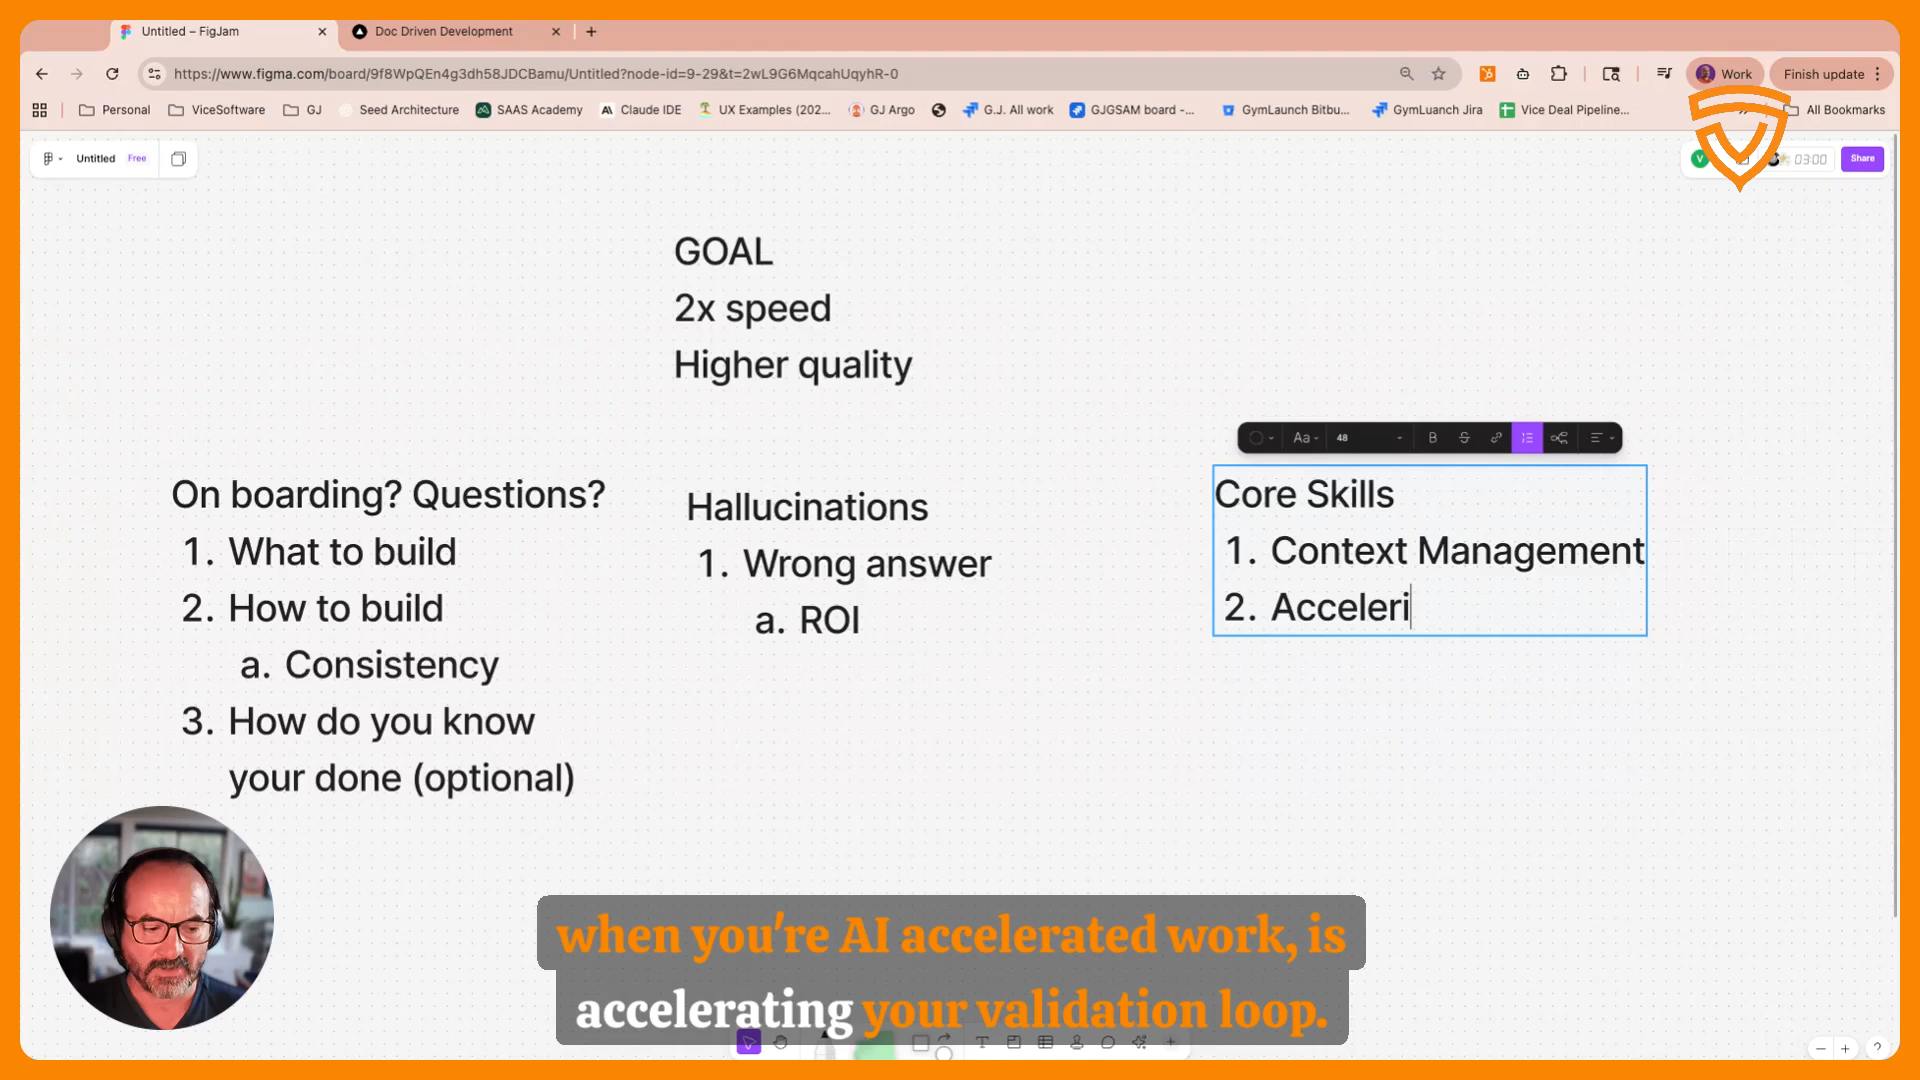 Untitled – FigJam
Doc Driven Development
https://www.figma.com/board/9f8WpQEn4g3dh58JDCBamu/Untitled?node-id=9-29&t=2wL9G6MqcahUqyhR-0
Work
Finish update
Personal
ViceSoftware
GJ
Seed Architecture
SAAS Academy
Claude IDE
UX Examples (202...
GJ Argo
G.J. All work
GJGSAM board -...
GymLaunch Bitbu...
GymLuanch Jira
Vice Deal Pipeline...
All Bookmarks
Untitled
Free
V
03:00
Share
GOAL
2x speed
Higher quality
Aa
48
B
S
On boarding? Questions?
1. What to build
2. How to build
a. Consistency
3. How do you know
your done (optional)
Hallucinations
1. Wrong answer
a. ROI
Core Skills
1. Context Management
2. Acceleri
when you're AI accelerated work, is
accelerating your validation loop.